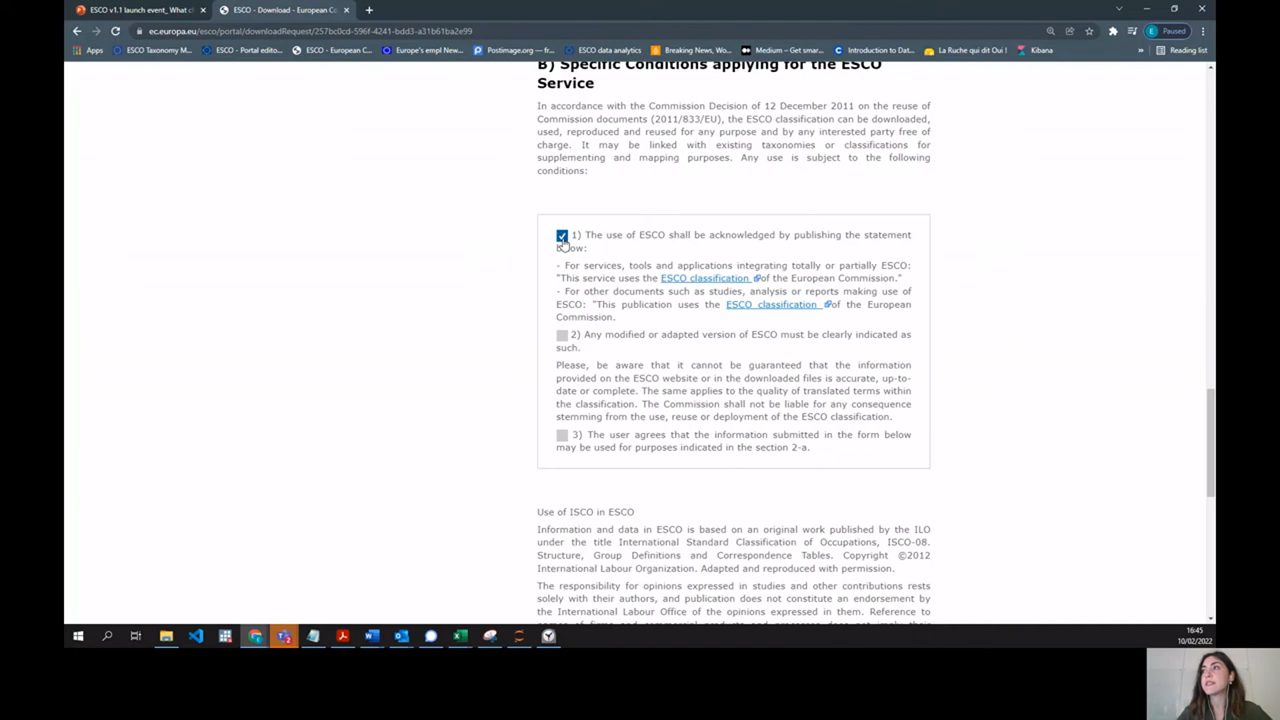 ESCO v1.1 launch event_ What c
ESCO - Download - European C
ec.europa.eu/esco/portal/downloadRequest/257bc0cd-596f-4241-bdd3-a31b61ba2e99
E Paused
Apps
ESCO Taxonomy Ma...
ESCO - Portal edito...
ESCO - European C...
Europe's empl New...
Postimage.org — fr...
ESCO data analytics
Breaking News, Wo...
Medium – Get smar...
Introduction to Dat...
La Ruche qui dit Oui !
Kibana
»
Reading list
B) Specific Conditions applying for the ESCO
Service
In accordance with the Commission Decision of 12 December 2011 on the reuse of
Commission documents (2011/833/EU), the ESCO classification can be downloaded,
used, reproduced and reused for any purpose and by any interested party free of
charge. It may be linked with existing taxonomies or classifications for
supplementing and mapping purposes. Any use is subject to the following
conditions:
1) The use of ESCO shall be acknowledged by publishing the statement
below:
- For services, tools and applications integrating totally or partially ESCO:
"This service uses the ESCO classification of the European Commission."
- For other documents such as studies, analysis or reports making use of
ESCO: "This publication uses the ESCO classification of the European
Commission.
2) Any modified or adapted version of ESCO must be clearly indicated as
such.
Please, be aware that it cannot be guaranteed that the information
provided on the ESCO website or in the downloaded files is accurate, up-to-
date or complete. The same applies to the quality of translated terms within
the classification. The Commission shall not be liable for any consequence
stemming from the use, reuse or deployment of the ESCO classification.
3) The user agrees that the information submitted in the form below
may be used for purposes indicated in the section 2-a.
Use of ISCO in ESCO
Information and data in ESCO is based on an original work published by the ILO
under the title International Standard Classification of Occupations, ISCO-08.
Structure, Group Definitions and Correspondence Tables. Copyright ©2012
International Labour Organization. Adapted and reproduced with permission.
The responsibility for opinions expressed in studies and other contributions rests
solely with their authors, and publication does not constitute an endorsement by
the International Labour Office of the opinions expressed in them. Reference to
16:45
10/02/2022